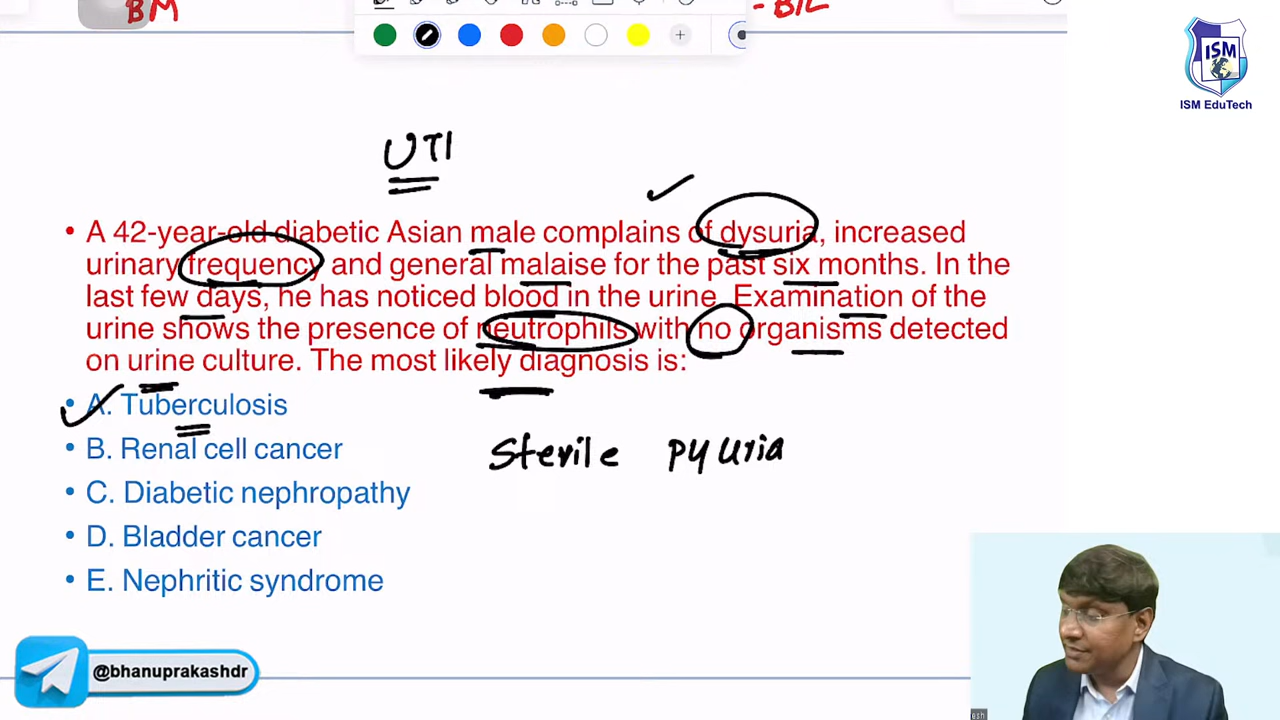 BM
- B/L
ISM
ISM EduTech
UTI
• A 42-year-old diabetic Asian male complains of dysuria, increased
urinary frequency and general malaise for the past six months. In the
last few days, he has noticed blood in the urine. Examination of the
urine shows the presence of neutrophils with no organisms detected
on urine culture. The most likely diagnosis is:
• A. Tuberculosis
• B. Renal cell cancer
Sterile pyuria
• C. Diabetic nephropathy
• D. Bladder cancer
• E. Nephritic syndrome
@bhanuprakashdr